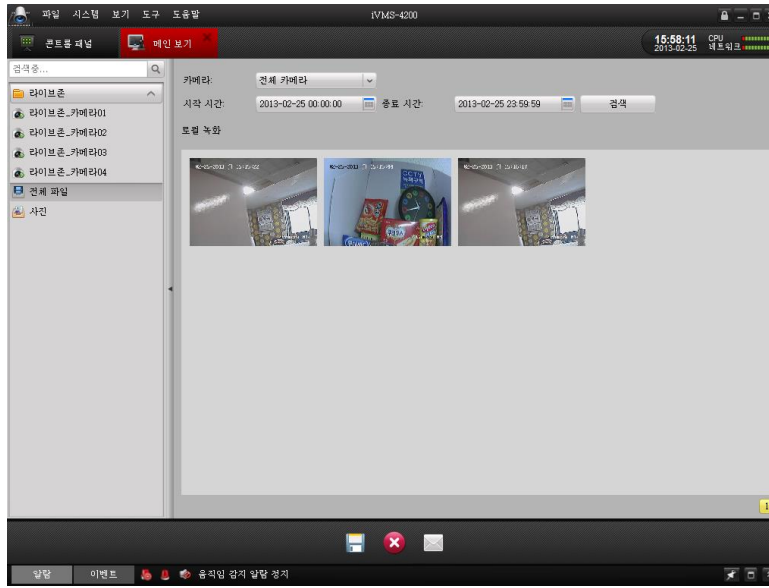 파일 시스템 보기 도구 도움말 iVMS-4200
콘트롤 패널 메인 보기 15:58:11 CPU
2013-02-25 네트워크
검색중...
라이브존
라이브존_카메라01
라이브존_카메라02
라이브존_카메라03
라이브존_카메라04
전체 파일
사진
카메라: 전체 카메라
시작 시간: 2013-02-25 00:00:00 종료 시간: 2013-02-25 23:59:59 검색
로컬 녹화
CCTV
1
알람 이벤트 움직임 감지 알람 정지